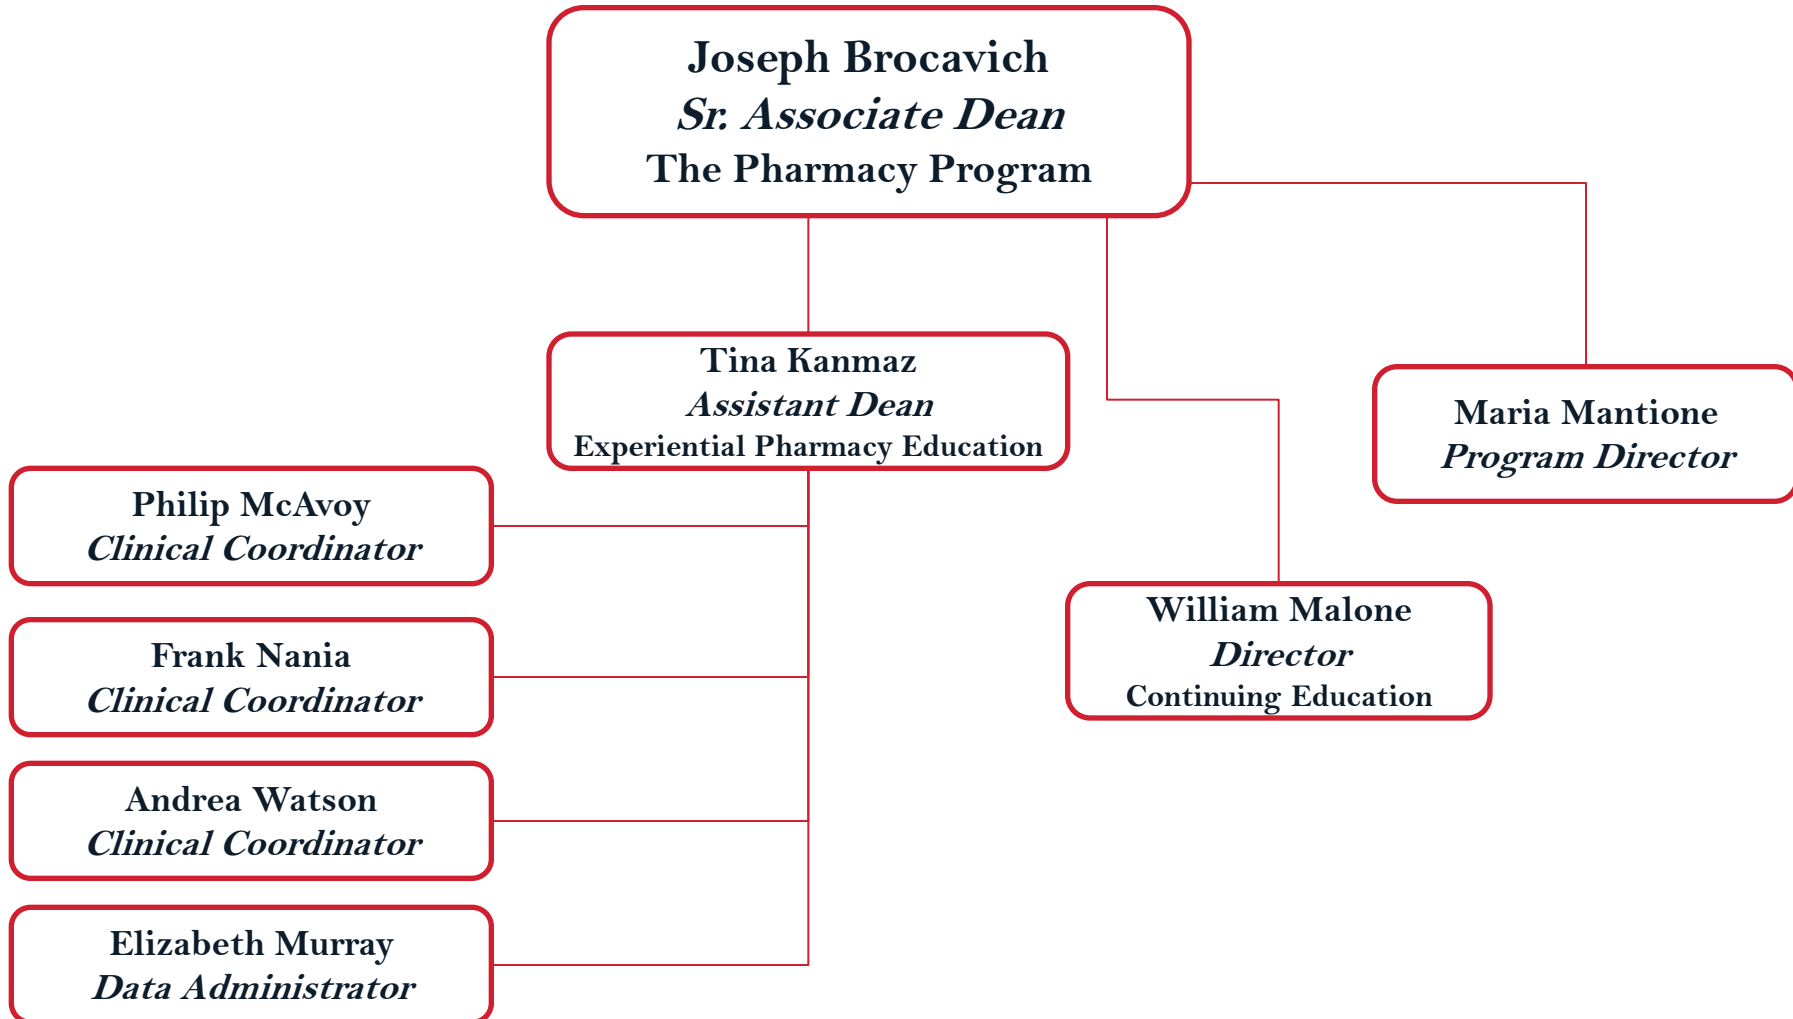 Joseph Brocavich
Sr. Associate Dean
The Pharmacy Program
Tina Kanmaz
Assistant Dean
Experiential Pharmacy Education
Maria Mantione
Program Director
Philip McAvoy
Clinical Coordinator
William Malone
Director
Continuing Education
Frank Nania
Clinical Coordinator
Andrea Watson
Clinical Coordinator
Elizabeth Murray
Data Administrator